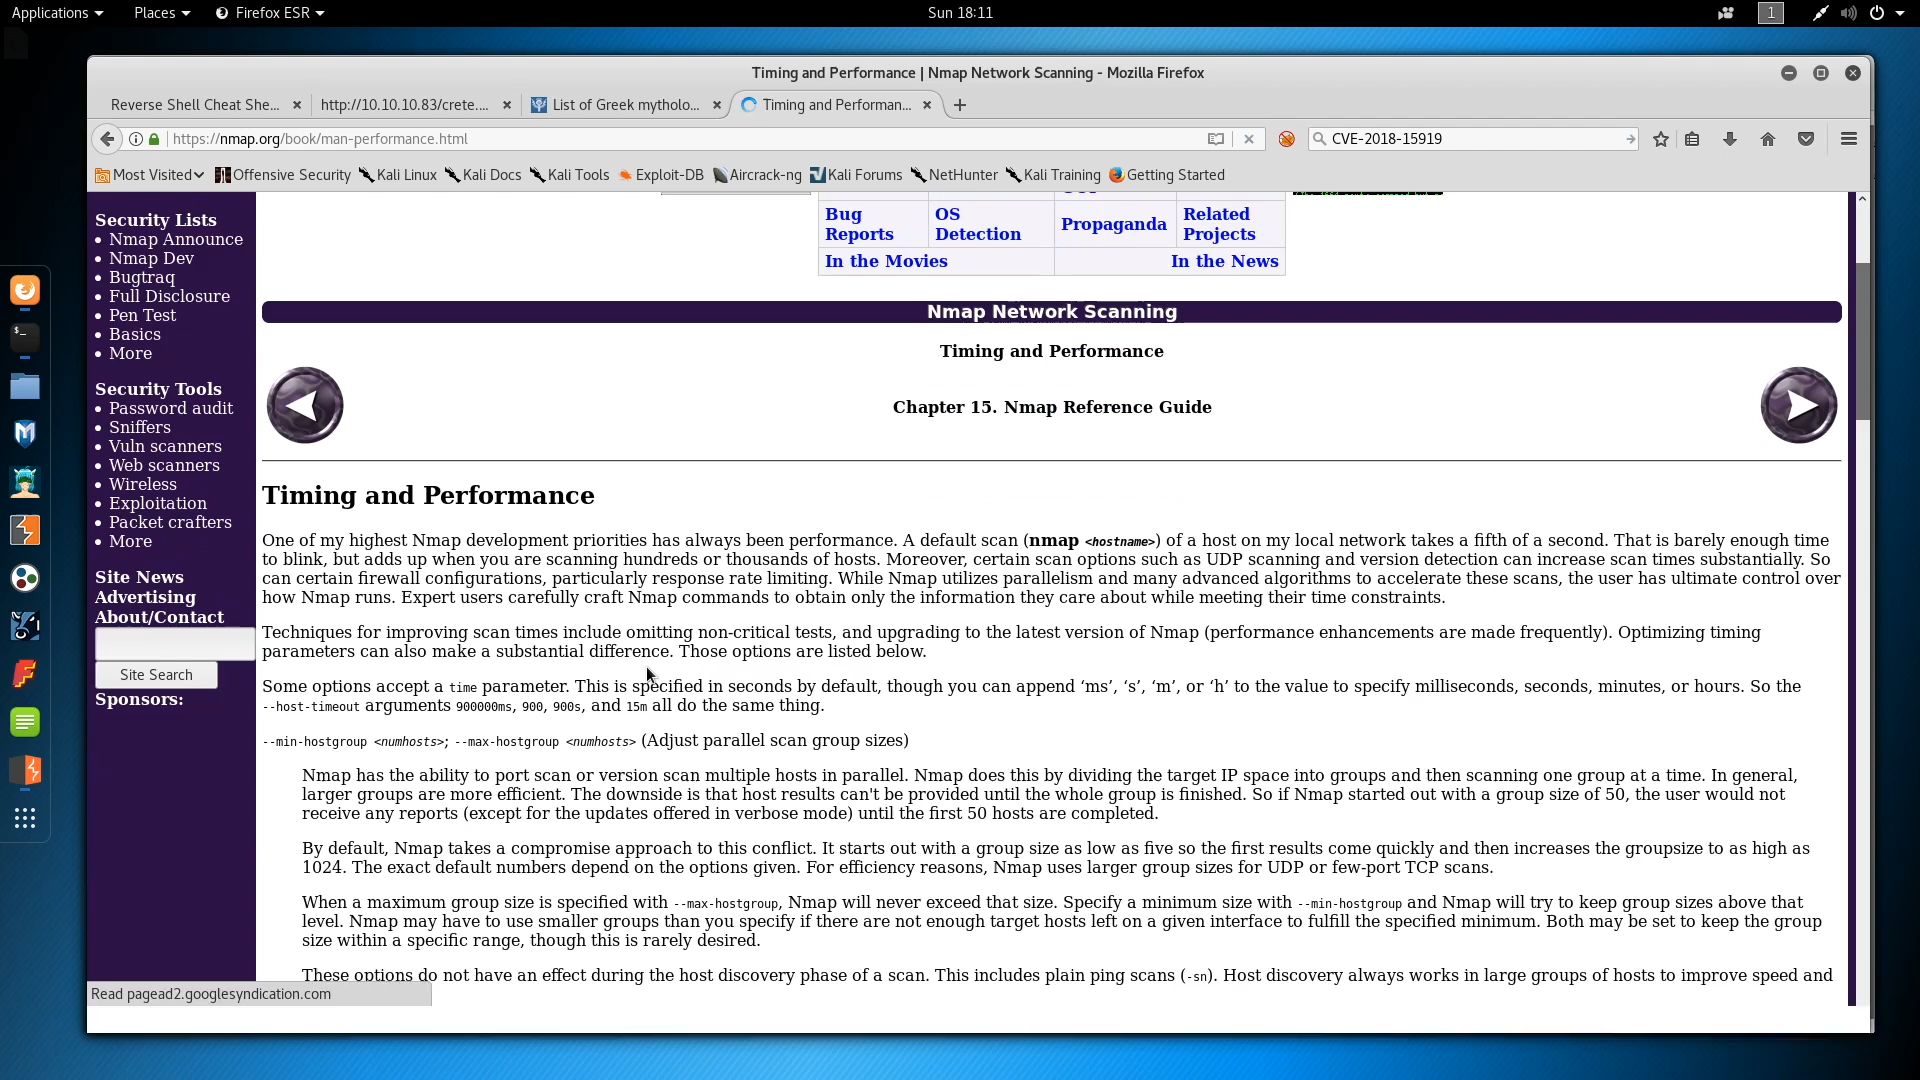 Applications Places Firefox ESR Sun 18:11 1
Timing and Performance | Nmap Network Scanning - Mozilla Firefox
Reverse Shell Cheat She... http://10.10.10.83/crete.... List of Greek mytholo... Timing and Performan...
https://nmap.org/book/man-performance.html CVE-2018-15919
Most Visited Offensive Security Kali Linux Kali Docs Kali Tools Exploit-DB Aircrack-ng Kali Forums NetHunter Kali Training Getting Started
Security Lists
• Nmap Announce
• Nmap Dev
• Bugtraq
• Full Disclosure
• Pen Test
• Basics
• More
Security Tools
• Password audit
• Sniffers
• Vuln scanners
• Web scanners
• Wireless
• Exploitation
• Packet crafters
• More
Site News
Advertising
About/Contact
Site Search
Sponsors:
Bug Reports
OS Detection
Propaganda
Related Projects
In the Movies
In the News
Nmap Network Scanning
Timing and Performance
Chapter 15. Nmap Reference Guide
Timing and Performance
One of my highest Nmap development priorities has always been performance. A default scan (nmap <hostname>) of a host on my local network takes a fifth of a second. That is barely enough time
to blink, but adds up when you are scanning hundreds or thousands of hosts. Moreover, certain scan options such as UDP scanning and version detection can increase scan times substantially. So
can certain firewall configurations, particularly response rate limiting. While Nmap utilizes parallelism and many advanced algorithms to accelerate these scans, the user has ultimate control over
how Nmap runs. Expert users carefully craft Nmap commands to obtain only the information they care about while meeting their time constraints.
Techniques for improving scan times include omitting non-critical tests, and upgrading to the latest version of Nmap (performance enhancements are made frequently). Optimizing timing
parameters can also make a substantial difference. Those options are listed below.
Some options accept a time parameter. This is specified in seconds by default, though you can append ‘ms’, ‘s’, ‘m’, or ‘h’ to the value to specify milliseconds, seconds, minutes, or hours. So the
--host-timeout arguments 900000ms, 900, 900s, and 15m all do the same thing.
--min-hostgroup <numhosts>; --max-hostgroup <numhosts> (Adjust parallel scan group sizes)
Nmap has the ability to port scan or version scan multiple hosts in parallel. Nmap does this by dividing the target IP space into groups and then scanning one group at a time. In general,
larger groups are more efficient. The downside is that host results can't be provided until the whole group is finished. So if Nmap started out with a group size of 50, the user would not
receive any reports (except for the updates offered in verbose mode) until the first 50 hosts are completed.
By default, Nmap takes a compromise approach to this conflict. It starts out with a group size as low as five so the first results come quickly and then increases the groupsize to as high as
1024. The exact default numbers depend on the options given. For efficiency reasons, Nmap uses larger group sizes for UDP or few-port TCP scans.
When a maximum group size is specified with --max-hostgroup, Nmap will never exceed that size. Specify a minimum size with --min-hostgroup and Nmap will try to keep group sizes above that
level. Nmap may have to use smaller groups than you specify if there are not enough target hosts left on a given interface to fulfill the specified minimum. Both may be set to keep the group
size within a specific range, though this is rarely desired.
These options do not have an effect during the host discovery phase of a scan. This includes plain ping scans (-sn). Host discovery always works in large groups of hosts to improve speed and
Read pagead2.googlesyndication.com